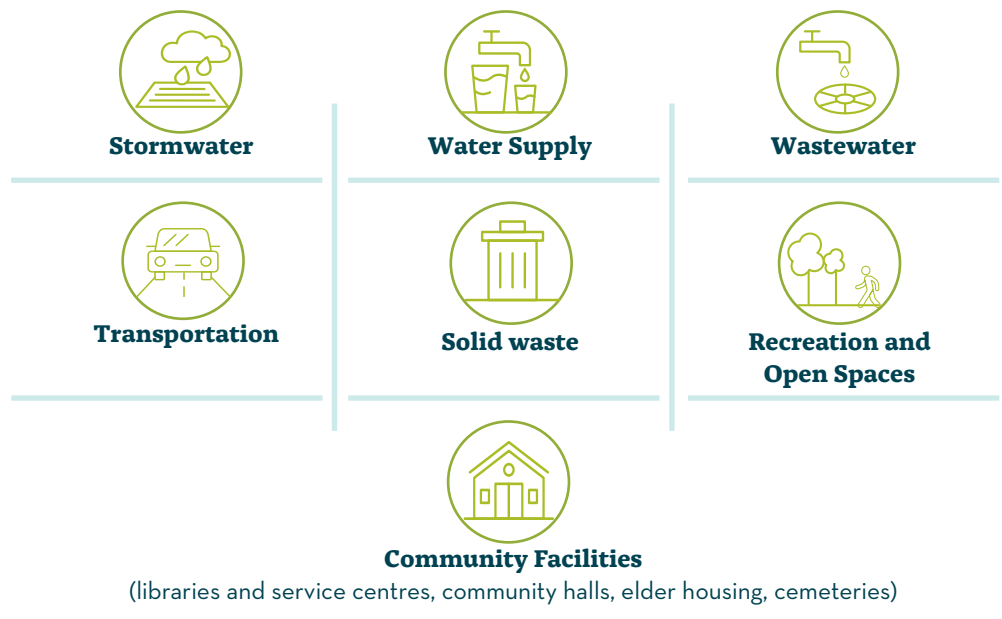 Stormwater
Water Supply
Wastewater
Transportation
Solid waste
Recreation and
Open Spaces
Community Facilities
(libraries and service centres, community halls, elder housing, cemeteries)